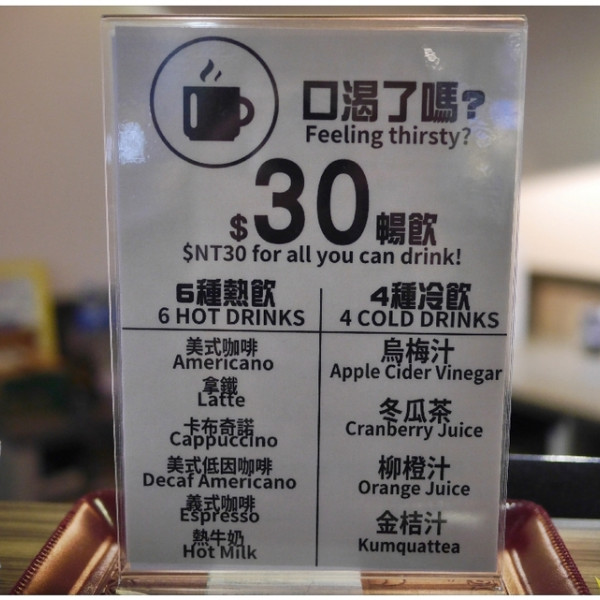 口渴了嗎?
Feeling thirsty?
$30暢飲
$NT30 for all you can drink!
6種熱飲
6 HOT DRINKS
美式咖啡
Americano
拿鐵
Latte
卡布奇諾
Cappuccino
美式低因咖啡
Decaf Americano
義式咖啡
Espresso
熱牛奶
Hot Milk
4種冷飲
4 COLD DRINKS
烏梅汁
Apple Cider Vinegar
冬瓜茶
Cranberry Juice
柳橙汁
Orange Juice
金桔汁
Kumquattea